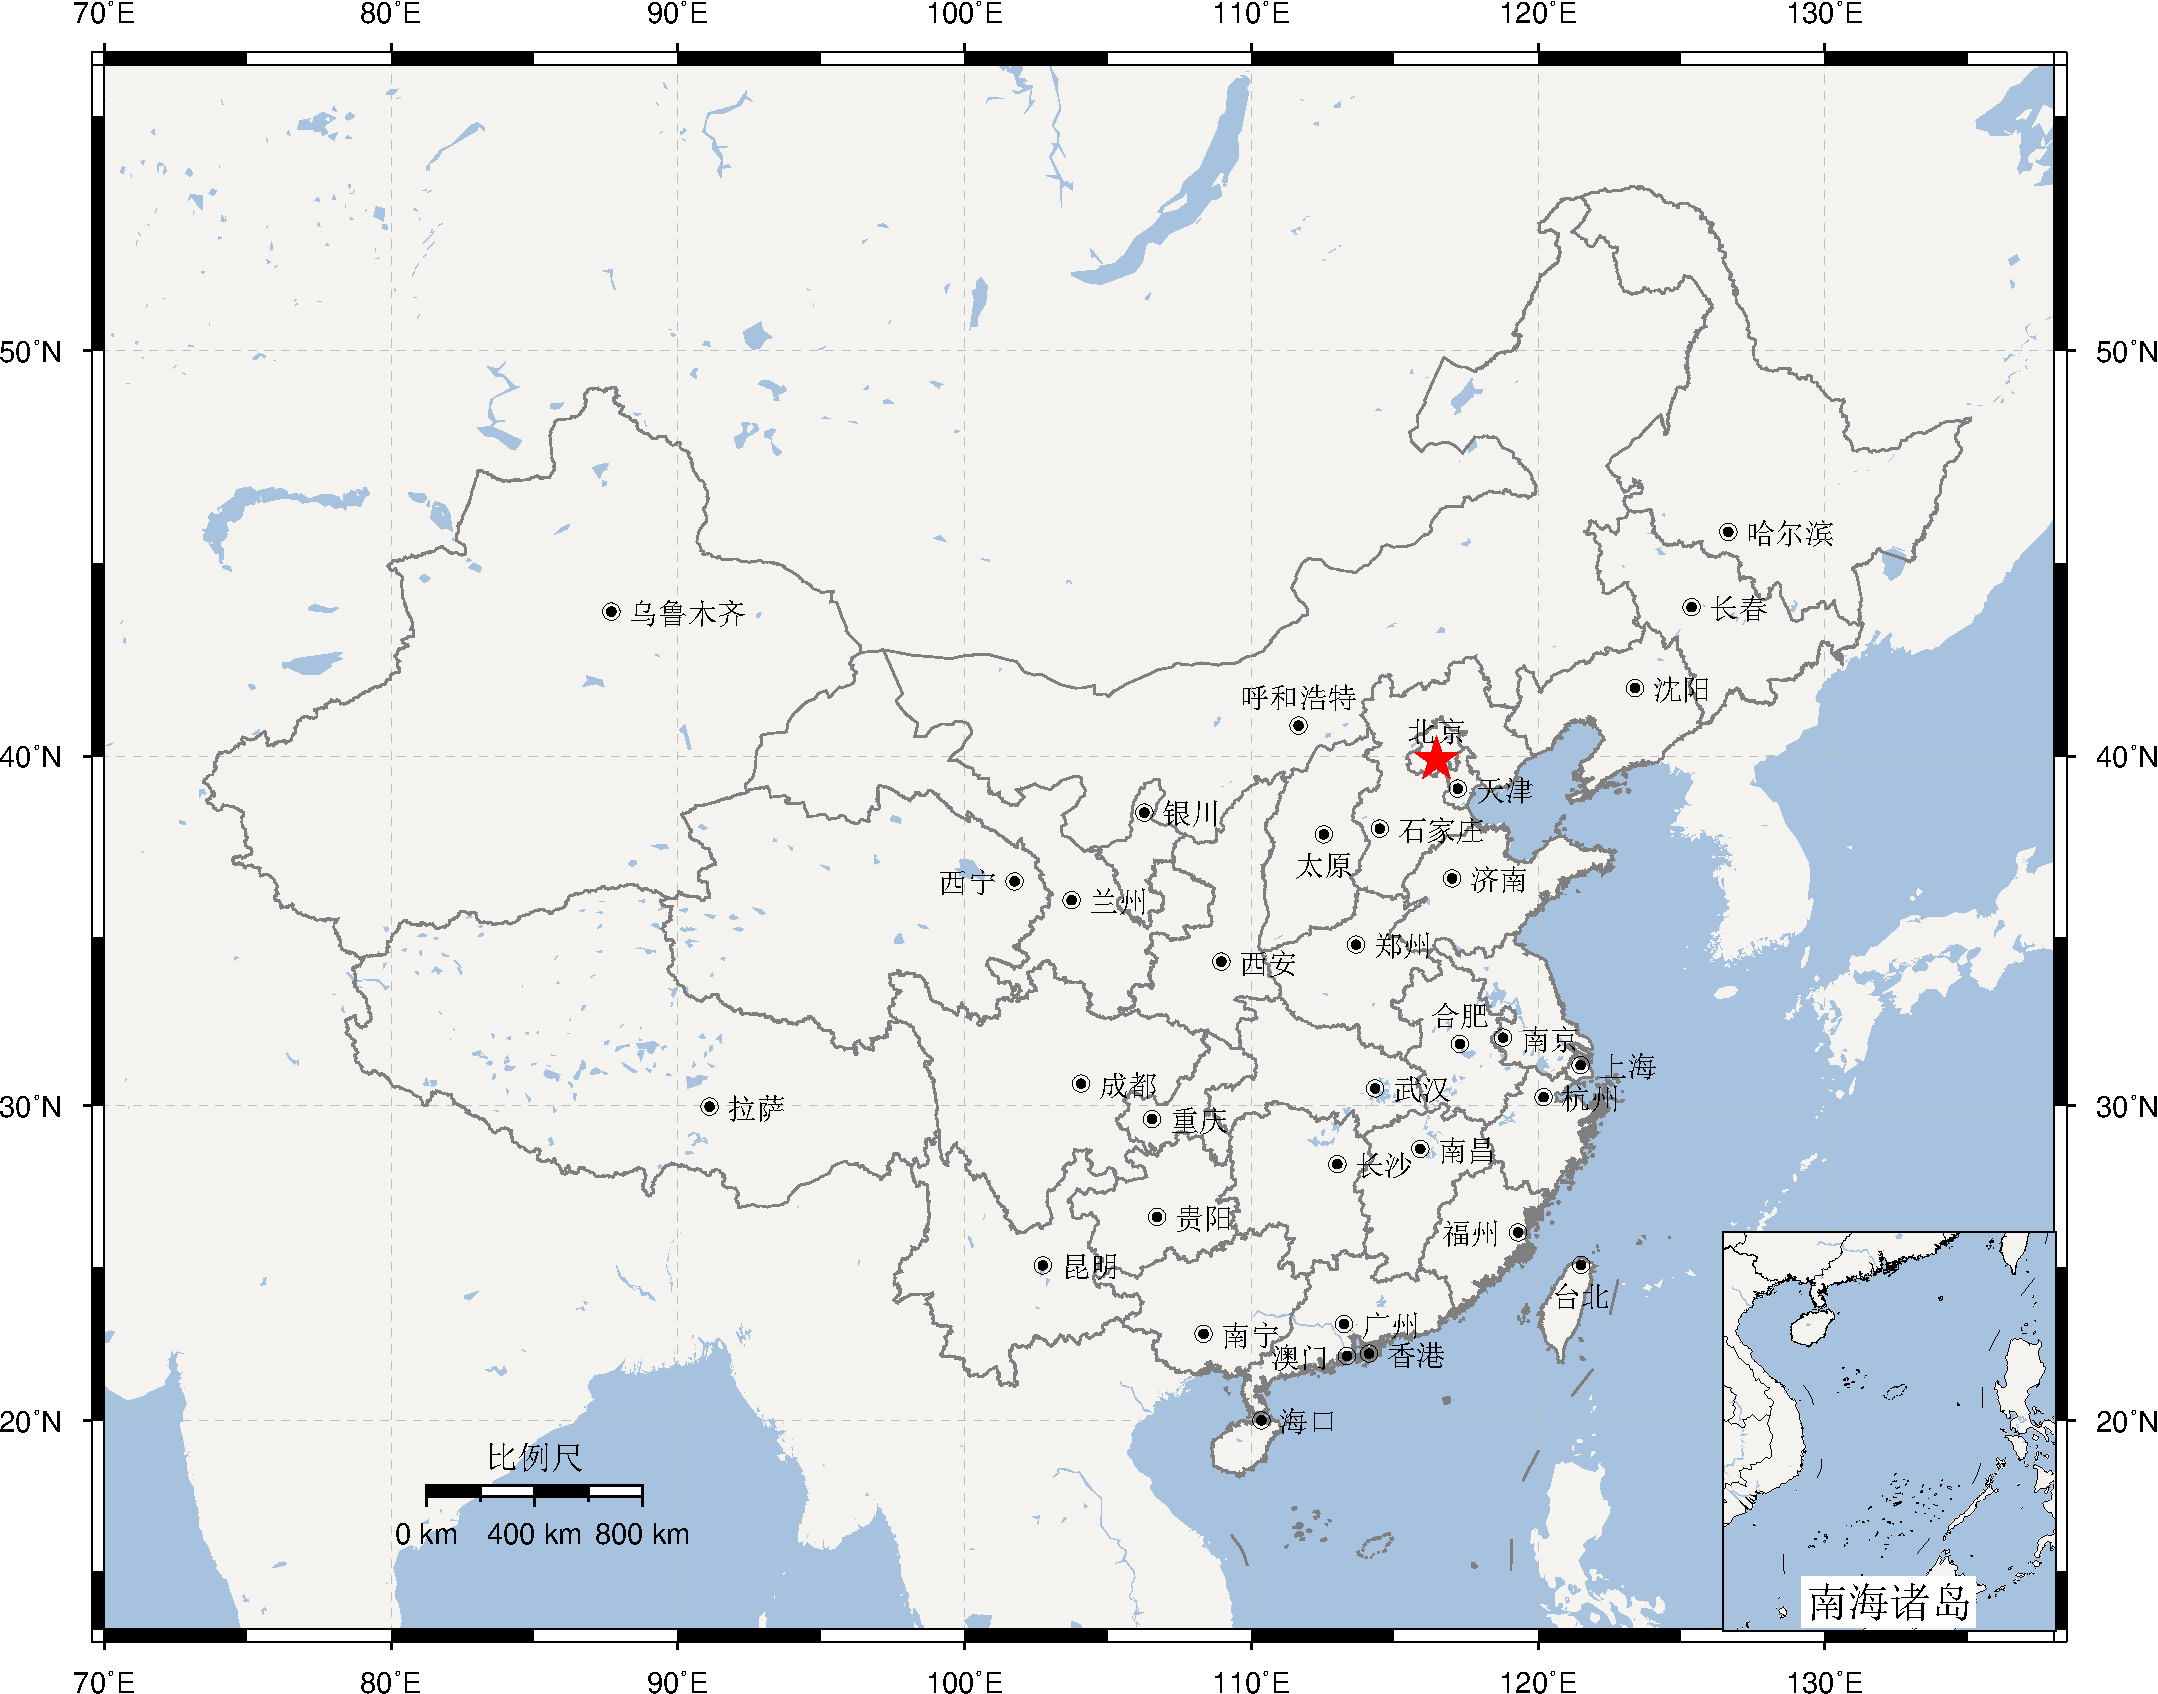 70°E 80°E 90°E 100°E 110°E 120°E 130°E
50°N 50°N
哈尔滨
乌鲁木齐
长春
呼和浩特
沈阳
北京
40°N 40°N
天津
银川
石家庄
太原
西宁
济南
兰州
郑州
西安
合肥
南京
上海
成都
武汉
杭州
30°N 30°N
拉萨
重庆
南昌
长沙
贵阳
福州
昆明
台北
广州
南宁
澳门
香港
20°N 20°N
海口
比例尺
0 km 400 km 800 km
南海诸岛
70°E 80°E 90°E 100°E 110°E 120°E 130°E